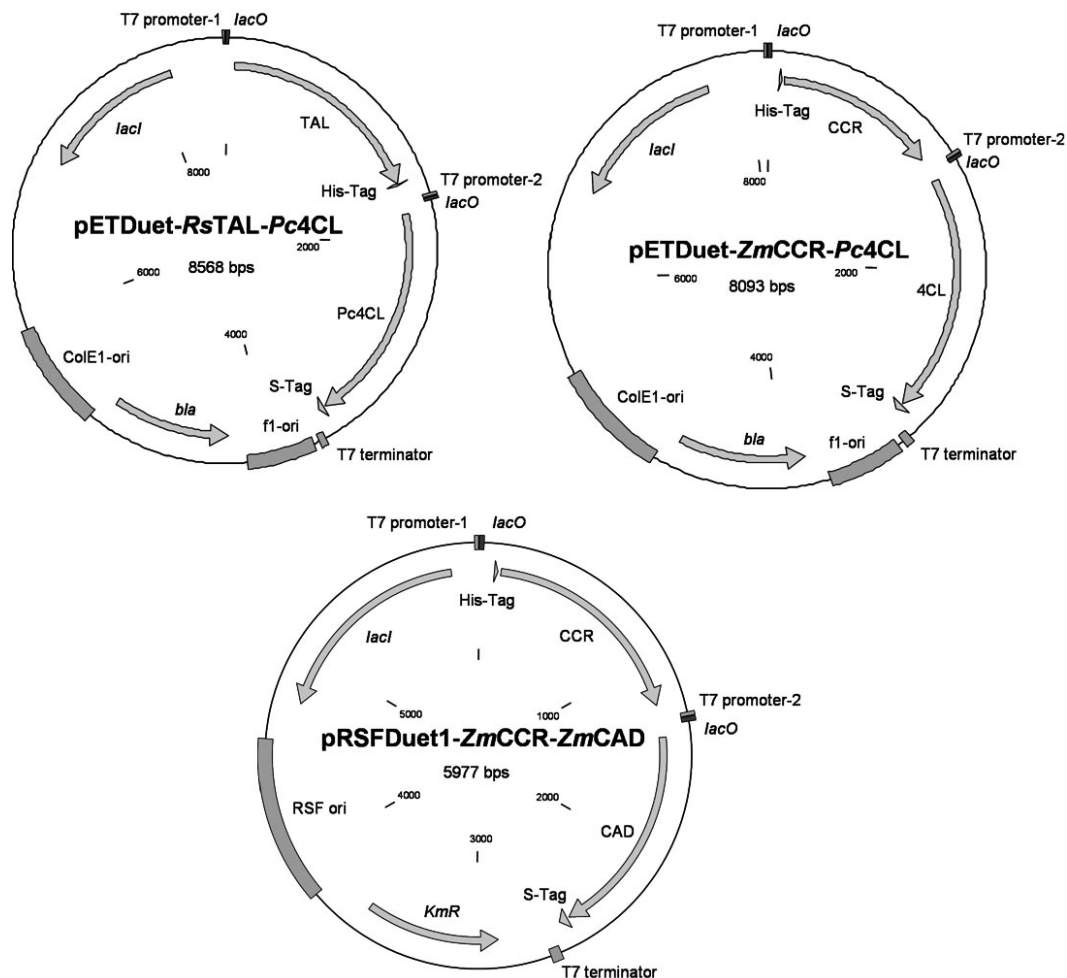 T7 promoter-1 lacO
TAL
lacI
8000
His-Tag
T7 promoter-2
lacO
pETDuet-RsTAL-Pc4CL
2000
8568 bps
6000
Pc4CL
4000
ColE1-ori
S-Tag
bla
f1-ori
T7 terminator
T7 promoter-1 lacO
His-Tag
CCR
T7 promoter-2
lacO
lacI
8000
pETDuet-ZmCCR-Pc4CL
6000
2000
8093 bps
4CL
4000
ColE1-ori
S-Tag
bla
f1-ori
T7 terminator
T7 promoter-1 lacO
His-Tag
lacI
CCR
T7 promoter-2
lacO
5000
1000
pRSFDuet1-ZmCCR-ZmCAD
5977 bps
RSF ori
4000
2000
CAD
3000
S-Tag
KmR
T7 terminator